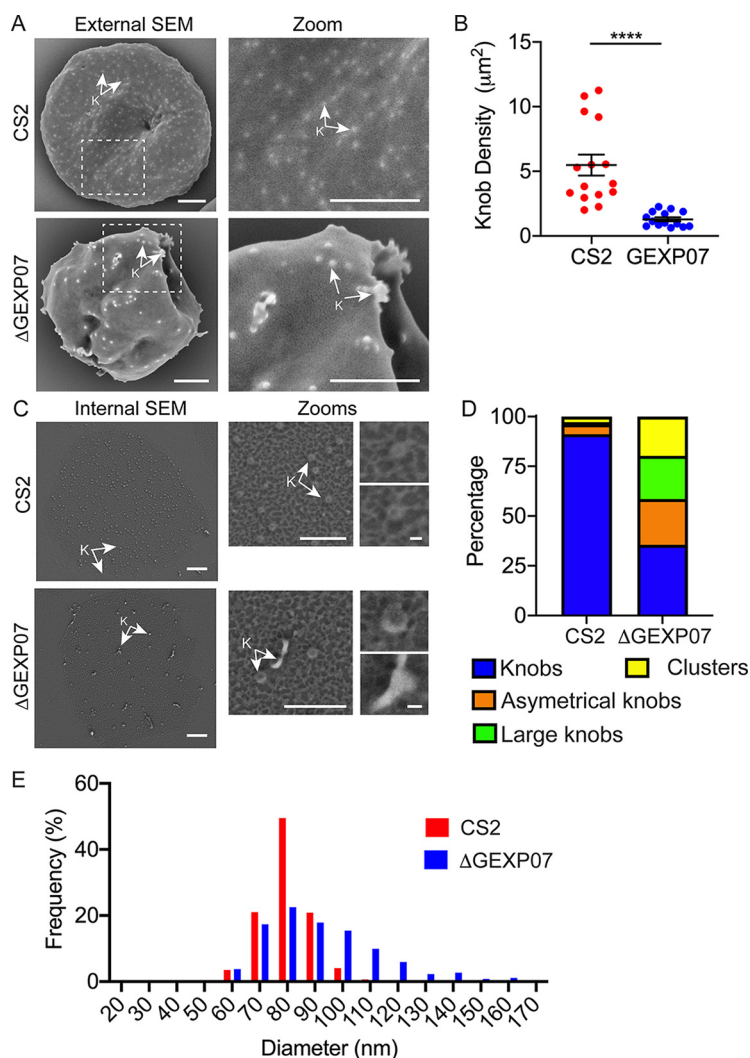 A
External SEM
Zoom
CS2
K
K
ΔGEXP07
K
K
B
****
Knob Density (μm²)
15
10
5
0
CS2
GEXP07
C
Internal SEM
Zooms
CS2
K
K
ΔGEXP07
K
K
D
Percentage
100
75
50
25
0
CS2
ΔGEXP07
Knobs
Clusters
Asymetrical knobs
Large knobs
E
Frequency (%)
60
40
20
0
CS2
ΔGEXP07
20 30 40 50 60 70 80 90 100 110 120 130 140 150 160 170
Diameter (nm)